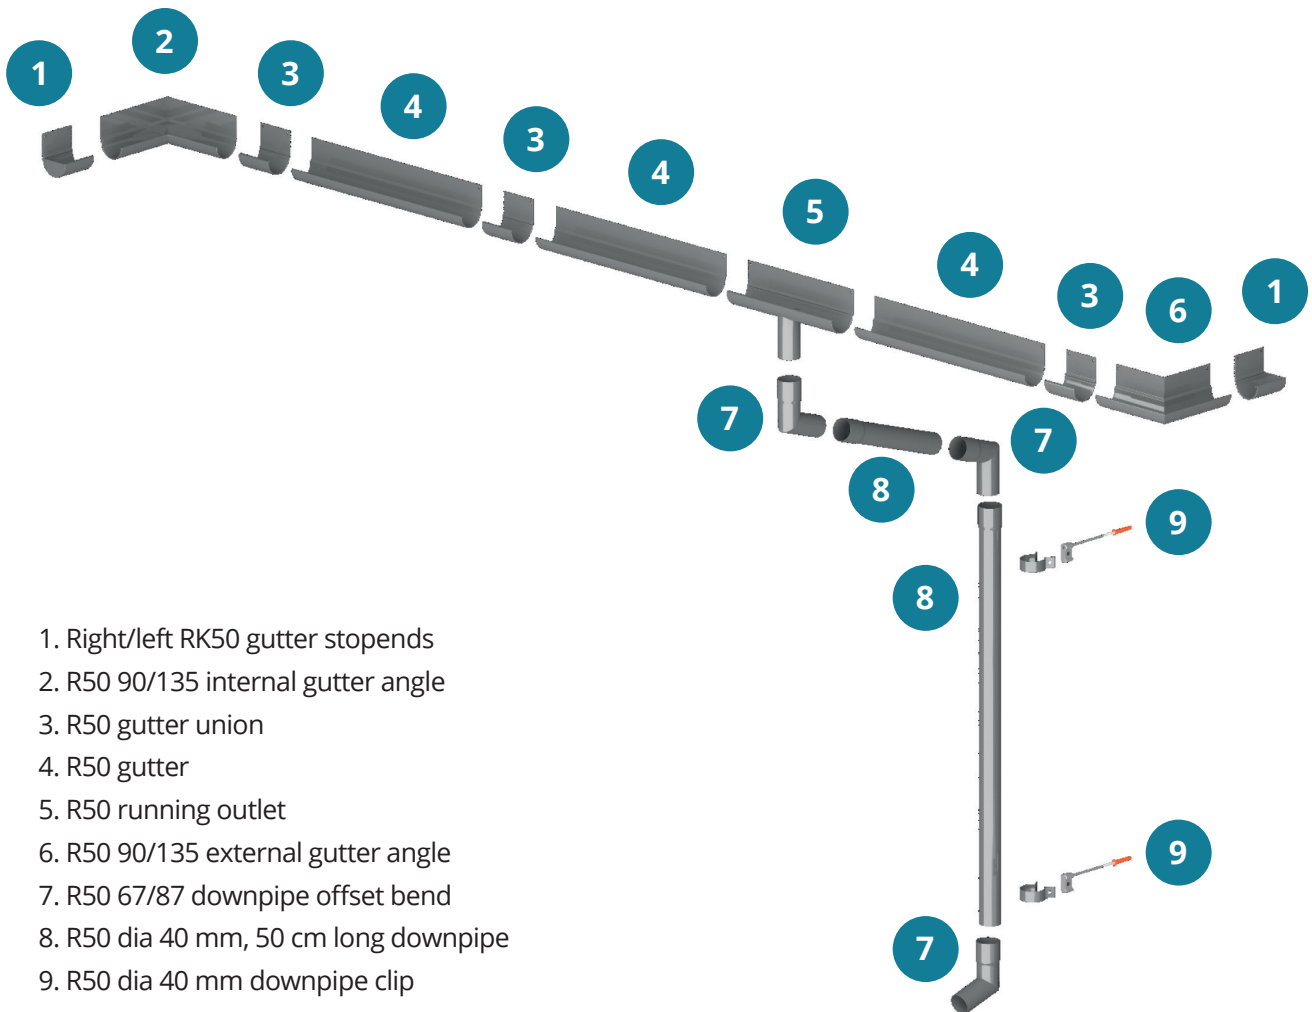 1
2
3
4
3
4
5
4
3
6
1
7
8
7
9
8
9
7
1. Right/left RK50 gutter stopends
2. R50 90/135 internal gutter angle
3. R50 gutter union
4. R50 gutter
5. R50 running outlet
6. R50 90/135 external gutter angle
7. R50 67/87 downpipe offset bend
8. R50 dia 40 mm, 50 cm long downpipe
9. R50 dia 40 mm downpipe clip